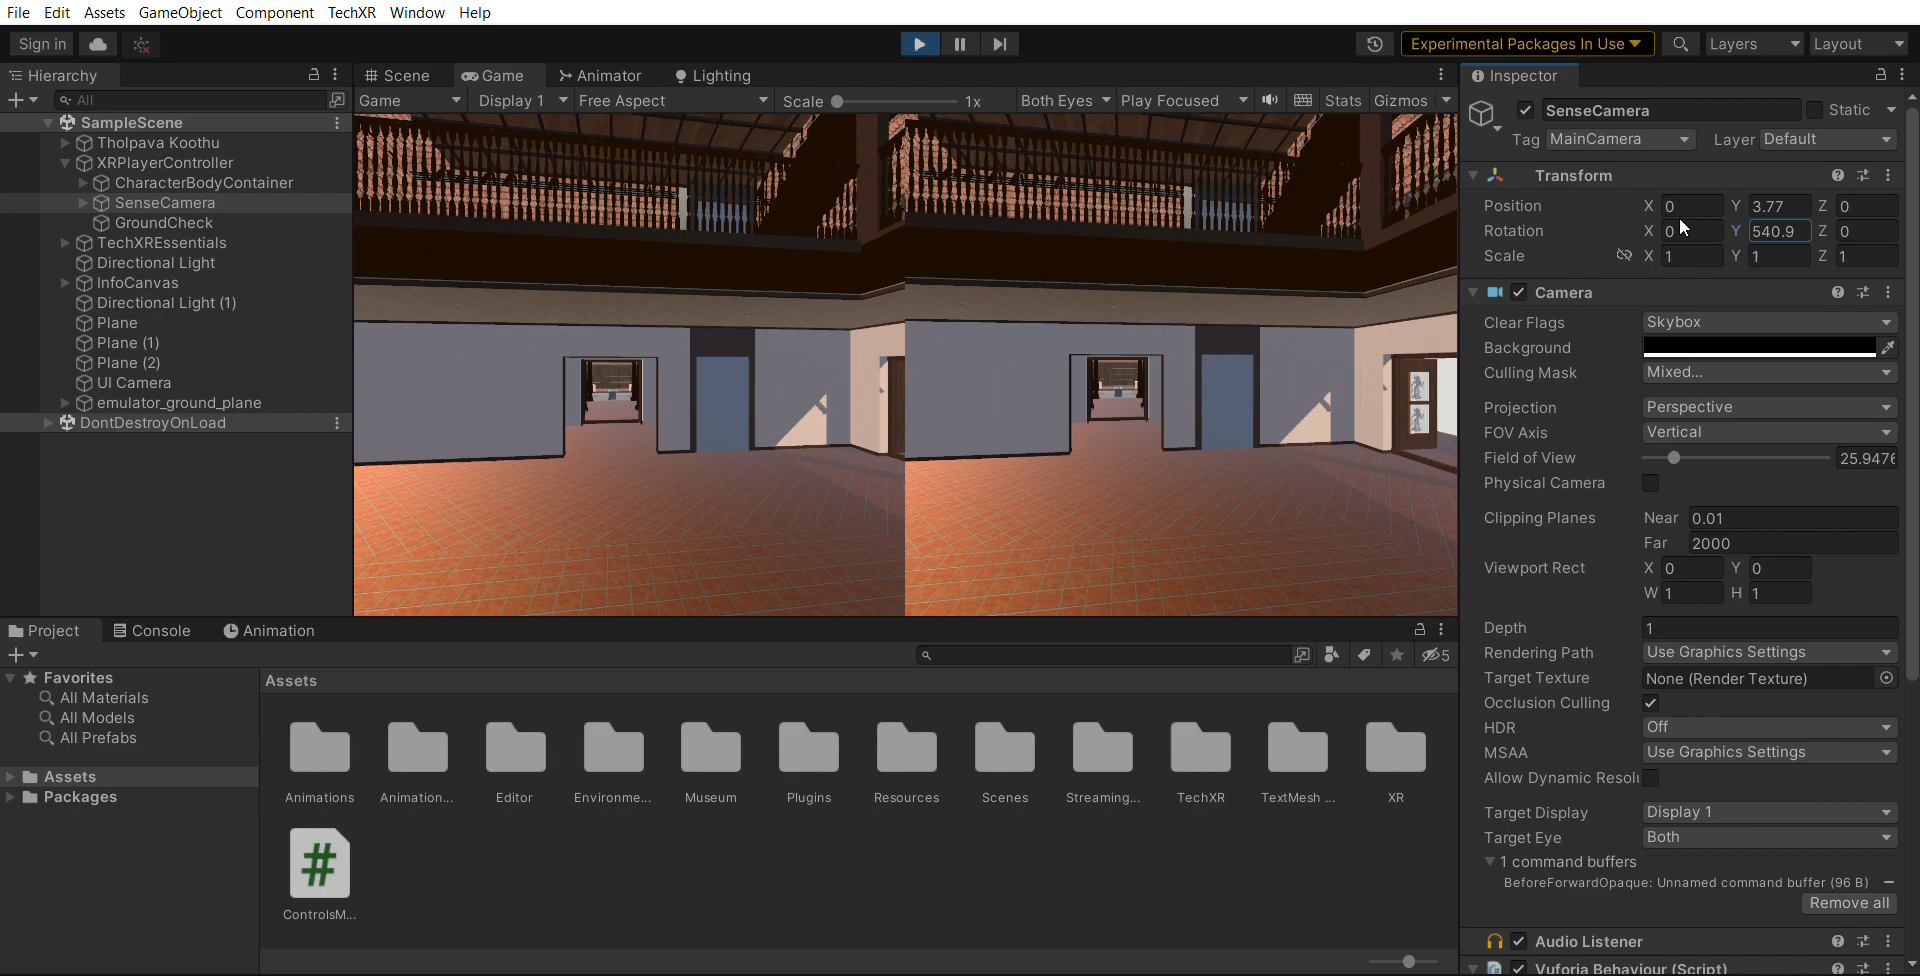 File Edit Assets GameObject Component TechXR Window Help
Sign in
Experimental Packages In Use Layers Layout
Hierarchy
Scene Game Animator Lighting
Inspector
All
Game Display 1 Free Aspect Scale 1x Both Eyes Play Focused Stats Gizmos
SenseCamera Static
Tag MainCamera Layer Default
SampleScene
Tholpava Koothu
XRPlayerController
CharacterBodyContainer
SenseCamera
GroundCheck
TechXREssentials
Directional Light
InfoCanvas
Directional Light (1)
Plane
Plane (1)
Plane (2)
UI Camera
emulator_ground_plane
DontDestroyOnLoad
Transform
Position X 0 Y 3.77 Z 0
Rotation X 0 Y 540.9 Z 0
Scale X 1 Y 1 Z 1
Camera
Clear Flags Skybox
Background
Culling Mask Mixed...
Projection Perspective
FOV Axis Vertical
Field of View 25.9476
Physical Camera
Clipping Planes Near 0.01
Far 2000
Viewport Rect X 0 Y 0
W 1 H 1
Depth 1
Rendering Path Use Graphics Settings
Target Texture None (Render Texture)
Occlusion Culling
HDR Off
MSAA Use Graphics Settings
Allow Dynamic Resolu
Target Display Display 1
Target Eye Both
1 command buffers
BeforeForwardOpaque: Unnamed command buffer (96 B)
Remove all
Audio Listener
Vuforia Behaviour (Script)
Project Console Animation
5
Favorites
All Materials
All Models
All Prefabs
Assets
Packages
Assets
Animations Animation... Editor Environme... Museum Plugins Resources Scenes Streaming... TechXR TextMesh ... XR
#
ControlsM...